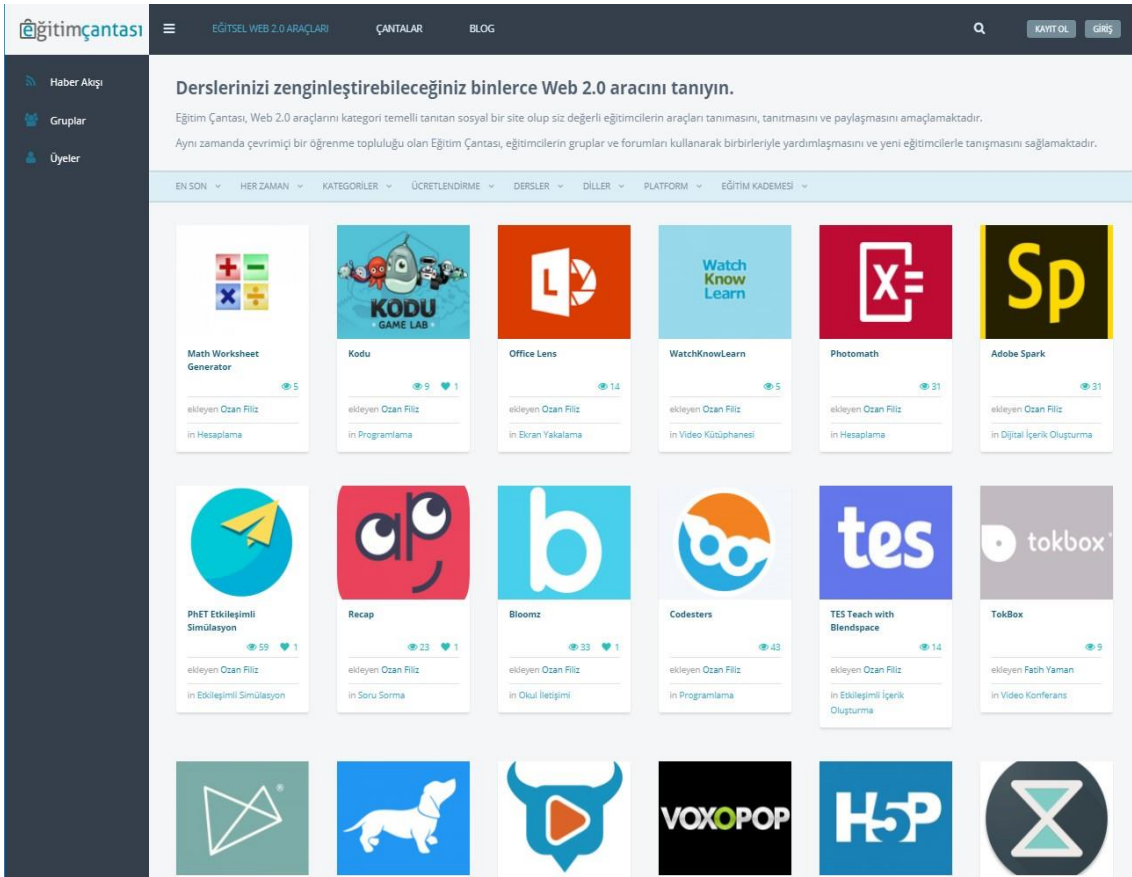 eğitimçantası
EĞİTSEL WEB 2.0 ARAÇLARI
ÇANTALAR
BLOG
KAYIT OL
GİRİŞ
Haber Akışı
Gruplar
Üyeler
Derslerinizi zenginleştirebileceğiniz binlerce Web 2.0 aracını tanıyın.
Eğitim Çantası, Web 2.0 araçlarını kategori temelli tanıtan sosyal bir site olup siz değerli eğitimcilerin araçları tanımasını, tanıtmasını ve paylaşmasını amaçlamaktadır.
Aynı zamanda çevrimiçi bir öğrenme topluluğu olan Eğitim Çantası, eğitimcilerin gruplar ve forumları kullanarak birbirleriyle yardımlaşmasını ve yeni eğitimcilerle tanışmasını sağlamaktadır.
EN SON HER ZAMAN KATEGORİLER ÜCRETLENDİRME DERSLER DİLLER PLATFORM EĞİTİM KADEMESİ
Math Worksheet
Generator
5
ekleyen Ozan Filiz
in Hesaplama
KODU
GAME LAB
Kodu
9 1
ekleyen Ozan Filiz
in Programlama
L
Office Lens
14
ekleyen Ozan Filiz
in Ekran Yakalama
Watch
Know
Learn
WatchKnowLearn
5
ekleyen Ozan Filiz
in Video Kütüphanesi
X=
Photomath
31
ekleyen Ozan Filiz
in Hesaplama
Sp
Adobe Spark
31
ekleyen Ozan Filiz
in Dijital İçerik Oluşturma
PhET Etkileşimli
Simülasyon
59 1
ekleyen Ozan Filiz
in Etkileşimli Simülasyon
Recap
23 1
ekleyen Ozan Filiz
in Soru Sorma
b
Bloomz
33 1
ekleyen Ozan Filiz
in Okul İletişimi
Codesters
43
ekleyen Ozan Filiz
in Programlama
tes
TES Teach with
Blendspace
14
ekleyen Ozan Filiz
in Etkileşimli İçerik
Oluşturma
tokbox
TokBox
9
ekleyen Fatih Yaman
in Video Konferans
VOXOPOP
H5P